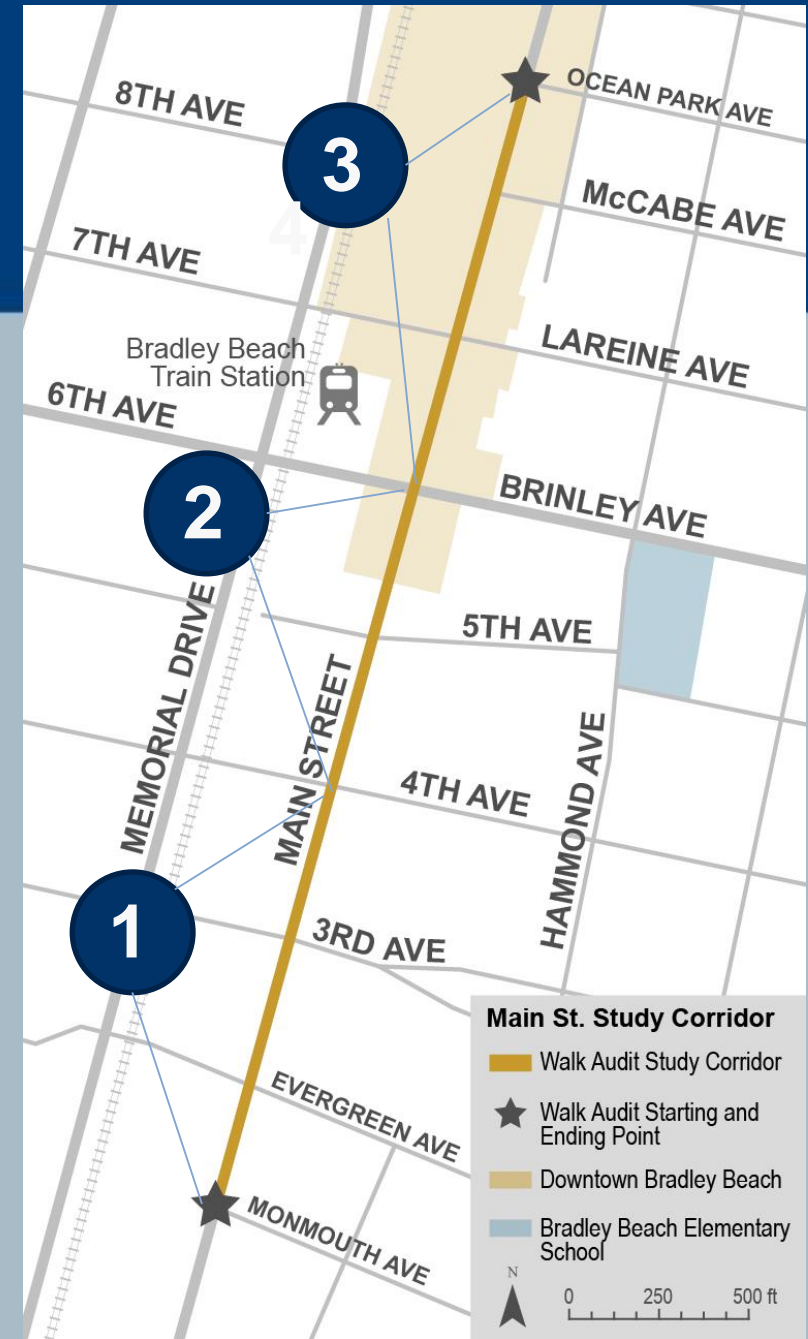 OCEAN PARK AVE
8TH AVE
3
McCABE AVE
4
7TH AVE
LAREINE AVE
Bradley Beach
Train Station
6TH AVE
BRINLEY AVE
2
5TH AVE
MEMORIAL DRIVE
MAIN STREET
4TH AVE
HAMMOND AVE
1
3RD AVE
EVERGREEN AVE
MONMOUTH AVE
Main St. Study Corridor
Walk Audit Study Corridor
Walk Audit Starting and
Ending Point
Downtown Bradley Beach
Bradley Beach Elementary
School
N
0 250 500 ft